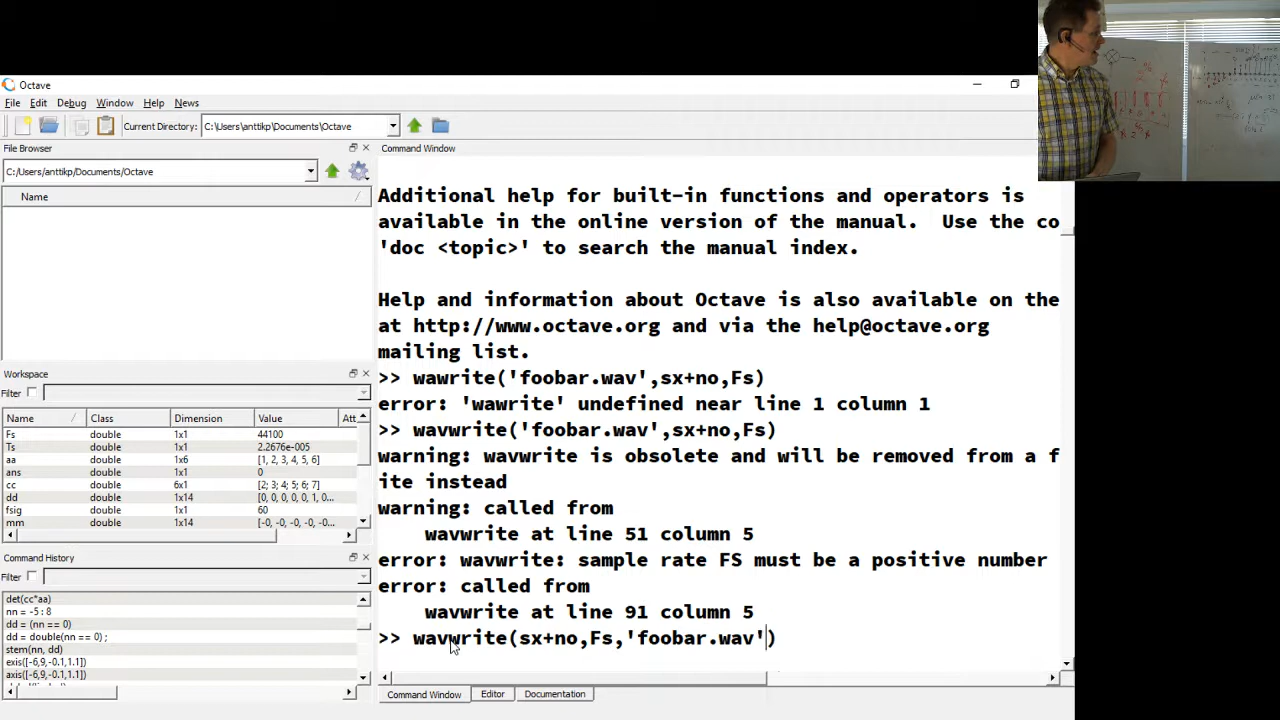 Octave
File Edit Debug Window Help News
Current Directory: C:\Users\anttikp\Documents\Octave
File Browser
C:/Users/anttikp/Documents/Octave
Name
Workspace
Filter
Name Class Dimension Value Att
Fs double 1x1 44100
Ts double 1x1 2.2676e-005
aa double 1x6 [1, 2, 3, 4, 5, 6]
ans double 1x1 0
cc double 6x1 [2; 3; 4; 5; 6; 7]
dd double 1x14 [0, 0, 0, 0, 0, 1, 0...
fsig double 1x1 60
mm double 1x14 [-0, -0, -0, -0, -0...
Command History
Filter
det(cc*aa)
nn = -5 : 8
dd = (nn == 0)
dd = double(nn == 0) ;
stem(nn, dd)
exis([-6,9,-0.1,1.1])
axis([-6,9,-0.1,1.1])
Command Window
Additional help for built-in functions and operators is
available in the online version of the manual. Use the co
'doc <topic>' to search the manual index.
Help and information about Octave is also available on the
at http://www.octave.org and via the help@octave.org
mailing list.
>> wawrite('foobar.wav',sx+no,Fs)
error: 'wawrite' undefined near line 1 column 1
>> wavwrite('foobar.wav',sx+no,Fs)
warning: wavwrite is obsolete and will be removed from a f
ite instead
warning: called from
wavwrite at line 51 column 5
error: wavwrite: sample rate FS must be a positive number
error: called from
wavwrite at line 91 column 5
>> wavwrite(sx+no,Fs,'foobar.wav')
Command Window Editor Documentation